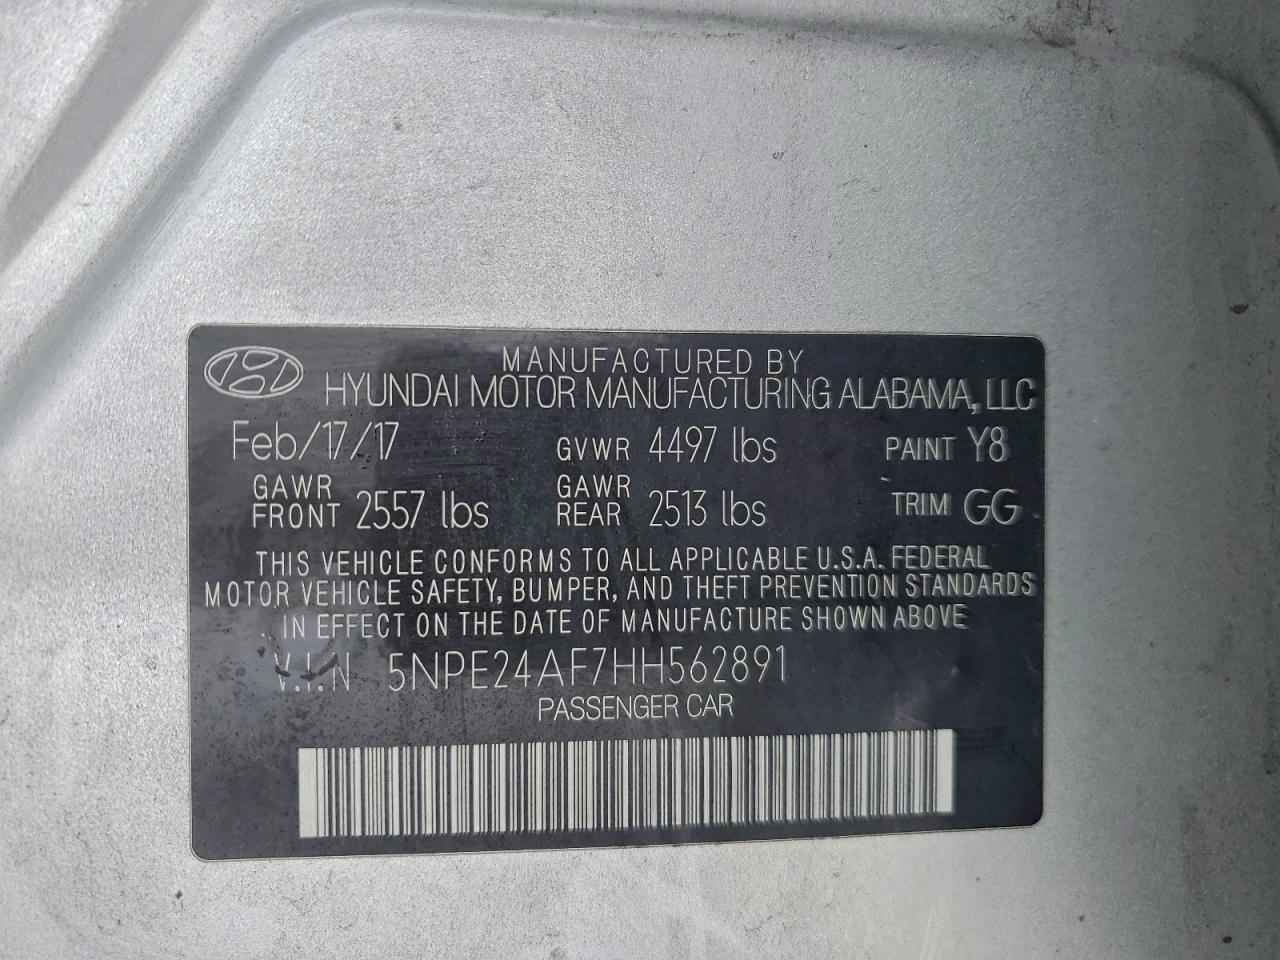 MANUFACTURED BY
HYUNDAI MOTOR MANUFACTURING ALABAMA, LLC
Feb/17/17 GVWR 4497 lbs PAINT Y8
GAWR FRONT 2557 lbs GAWR REAR 2513 lbs TRIM GG
THIS VEHICLE CONFORMS TO ALL APPLICABLE U.S.A. FEDERAL
MOTOR VEHICLE SAFETY, BUMPER, AND THEFT PREVENTION STANDARDS
IN EFFECT ON THE DATE OF MANUFACTURE SHOWN ABOVE
V.I.N 5NPE24AF7HH562891
PASSENGER CAR